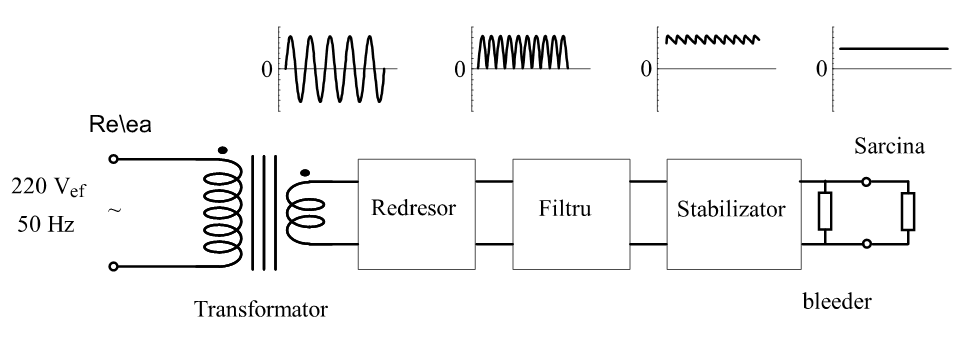 0
0
0
0
Re\ea
Sarcina
220 Vef
50 Hz
~
Redresor
Filtru
Stabilizator
Transformator
bleeder